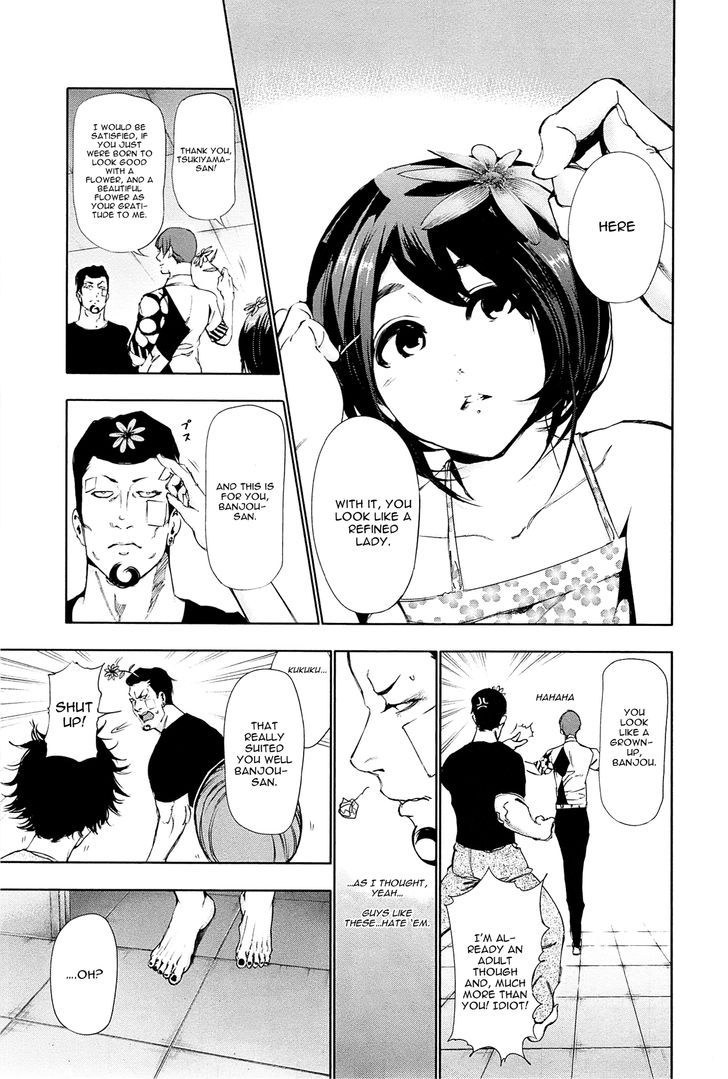 HERE
WITH IT, YOU
LOOK LIKE A
REFINED
LADY.
THANK YOU,
TSUKIYAMA-
SAN!
I WOULD BE
SATISFIED, IF
YOU JUST
WERE BORN TO
LOOK GOOD
WITH A
FLOWER, AND A
BEAUTIFUL
FLOWER AS
YOUR GRATI-
TUDE TO ME.
AND THIS IS
FOR YOU,
BANJOU-
SAN.
プス
YOU
LOOK
LIKE A
GROWN-
UP,
BANJOU.
HAHAHA
I'M AL-
READY AN
ADULT
THOUGH
AND, MUCH
MORE THAN
YOU! IDIOT!
...AS I THOUGHT,
YEAH...
GUYS LIKE
THESE...HATE 'EM.
KUKUKU...
THAT
REALLY
SUITED
YOU WELL
BANJOU-
SAN.
SHUT
UP!
....OH?